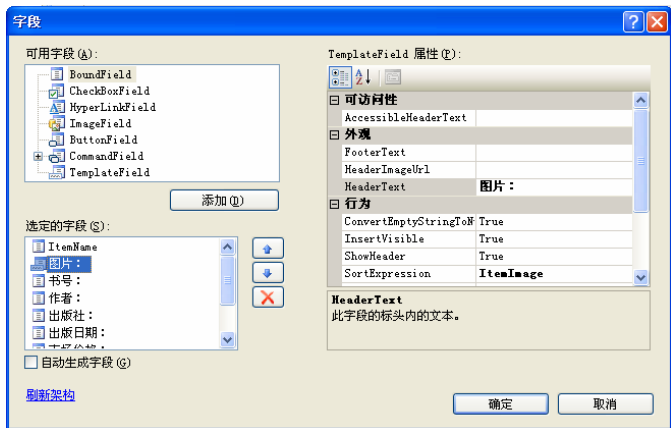 字段
可用字段(A):
BoundField
CheckBoxField
HyperLinkField
ImageField
ButtonField
CommandField
TemplateField
添加(D)
选定的字段(S):
ItemName
图片：
书号：
作者：
出版社：
出版日期：
市场价格：
自动生成字段(G)
刷新架构
TemplateField 属性(P):
可访问性
AccessibleHeaderText
外观
FooterText
HeaderImageUrl
HeaderText 图片：
行为
ConvertEmptyStringToN True
InsertVisible True
ShowHeader True
SortExpression ItemImage
HeaderText
此字段的标头内的文本。
确定
取消